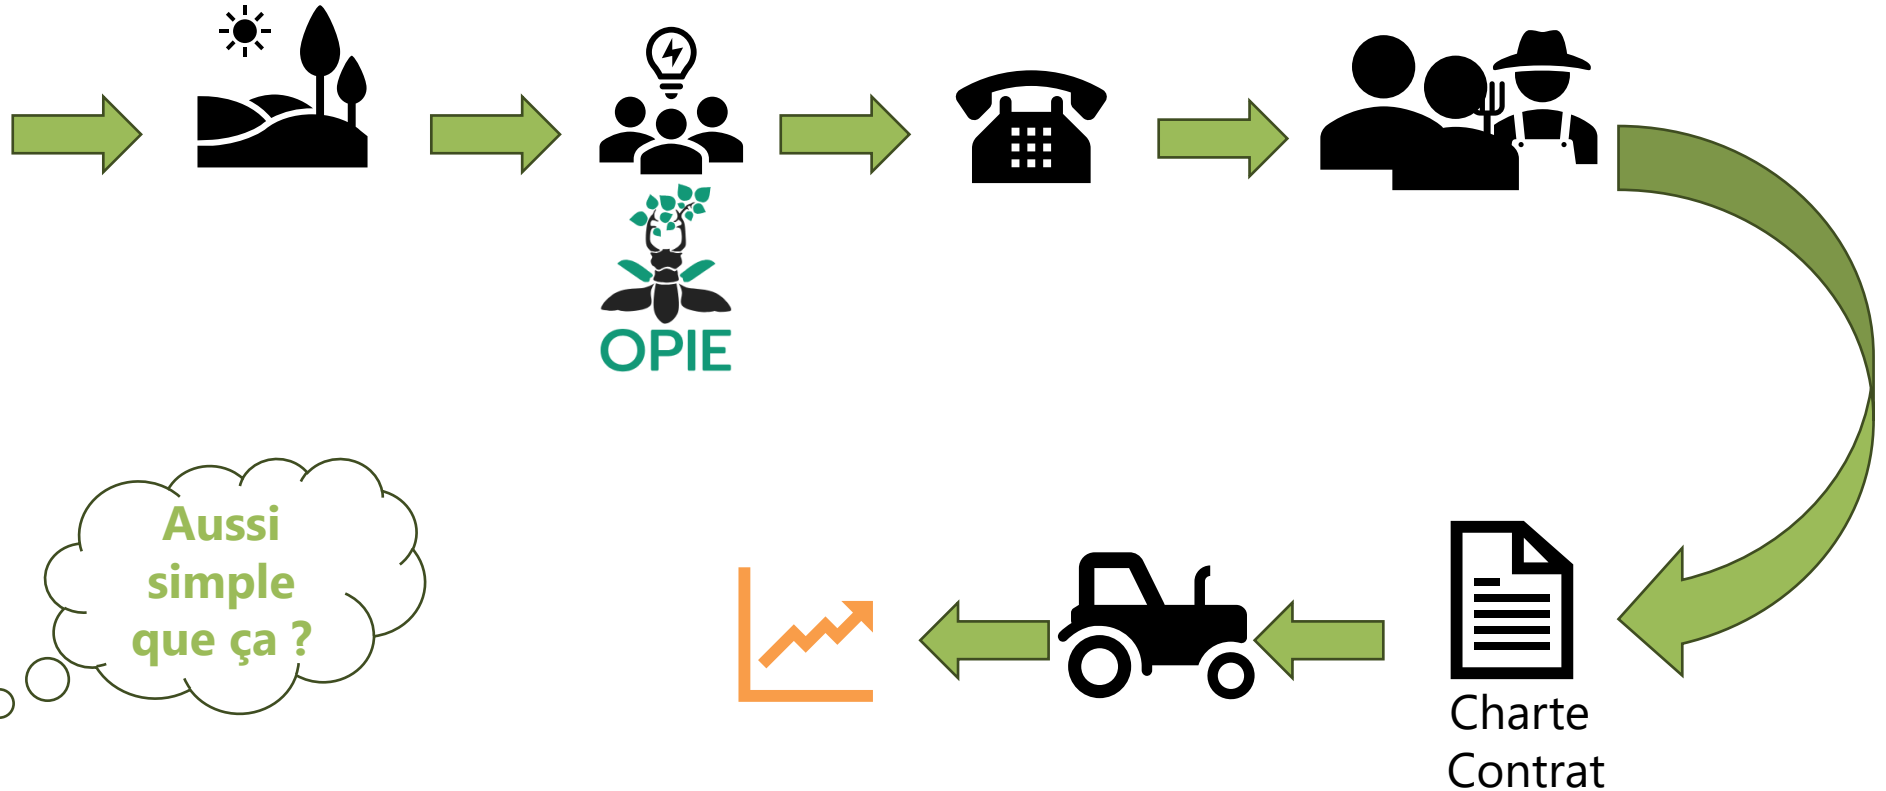 OPIE
Aussi
simple
que ça ?
Charte
Contrat